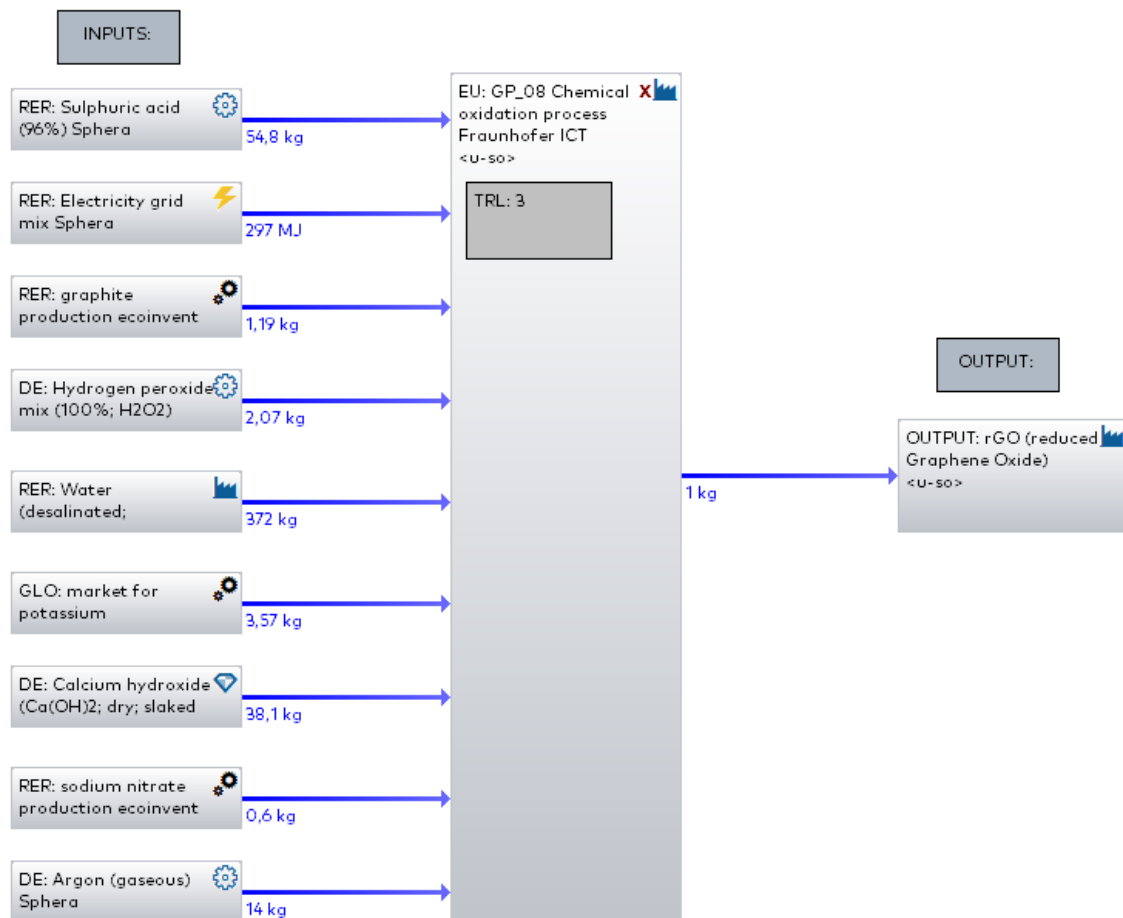 INPUTS:
RER: Sulphuric acid
(96%) Sphera
54,8 kg
RER: Electricity grid
mix Sphera
297 MJ
RER: graphite
production ecoinvent
1,19 kg
DE: Hydrogen peroxide
mix (100%; H2O2)
2,07 kg
RER: Water
(desalinated;
372 kg
GLO: market for
potassium
3,57 kg
DE: Calcium hydroxide
(Ca(OH)2; dry; slaked
38,1 kg
RER: sodium nitrate
production ecoinvent
0,6 kg
DE: Argon (gaseous)
Sphera
14 kg
EU: GP_08 Chemical X
oxidation process
Fraunhofer ICT
<u-so>
TRL: 3
1 kg
OUTPUT:
OUTPUT: rGO (reduced
Graphene Oxide)
<u-so>